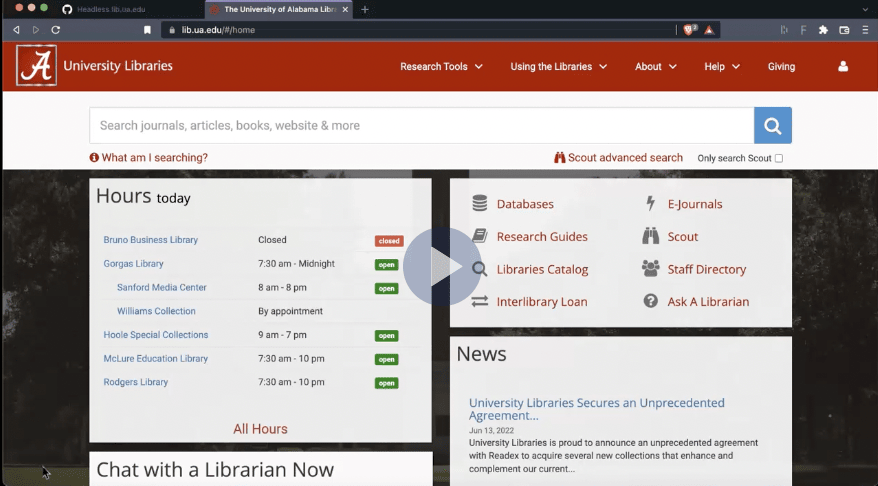 Headless lib.ua.edu
The University of Alabama Libr
lib.ua.edu/#/home
A University Libraries
Research Tools
Using the Libraries
About
Help
Giving
Search journals, articles, books, website & more
What am I searching?
Scout advanced search
Only search Scout
Hours today
Bruno Business Library Closed closed
Gorgas Library 7:30 am - Midnight open
Sanford Media Center 8 am - 8 pm open
Williams Collection By appointment
Hoole Special Collections 9 am - 7 pm open
McLure Education Library 7:30 am - 10 pm open
Rodgers Library 7:30 am - 10 pm open
All Hours
Chat with a Librarian Now
Databases
E-Journals
Research Guides
Scout
Libraries Catalog
Staff Directory
Interlibrary Loan
Ask A Librarian
News
University Libraries Secures an Unprecedented
Agreement...
Jun 13, 2022
University Libraries is proud to announce an unprecedented agreement
with Readex to acquire several new collections that enhance and
complement our current...